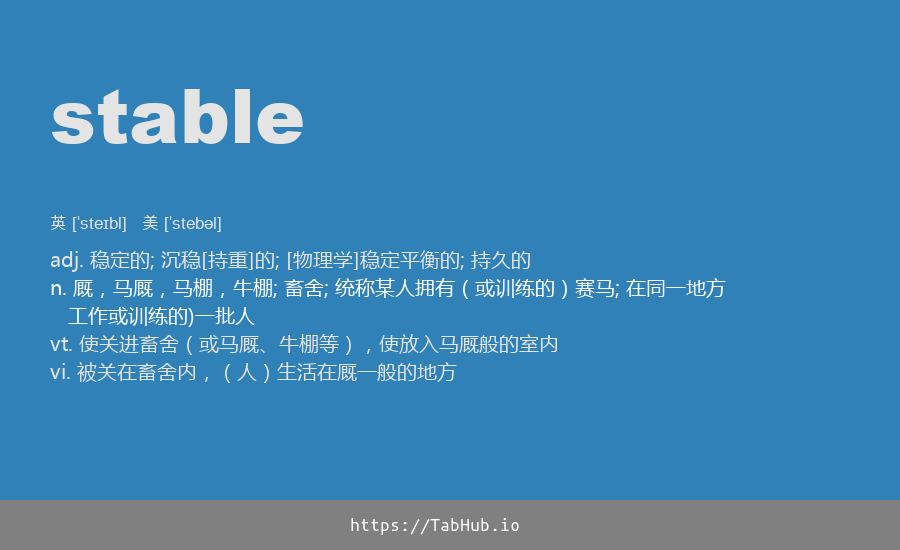 stable
英 [ˈsteɪbl] 美 [ˈstebəl]
adj. 稳定的; 沉稳[持重]的; [物理学]稳定平衡的; 持久的
n. 厩，马厩，马棚，牛棚; 畜舍; 统称某人拥有（或训练的）赛马; 在同一地方
工作或训练的)一批人
vt. 使关进畜舍（或马厩、牛棚等），使放入马厩般的室内
vi. 被关在畜舍内，（人）生活在厩一般的地方
https://TabHub.io